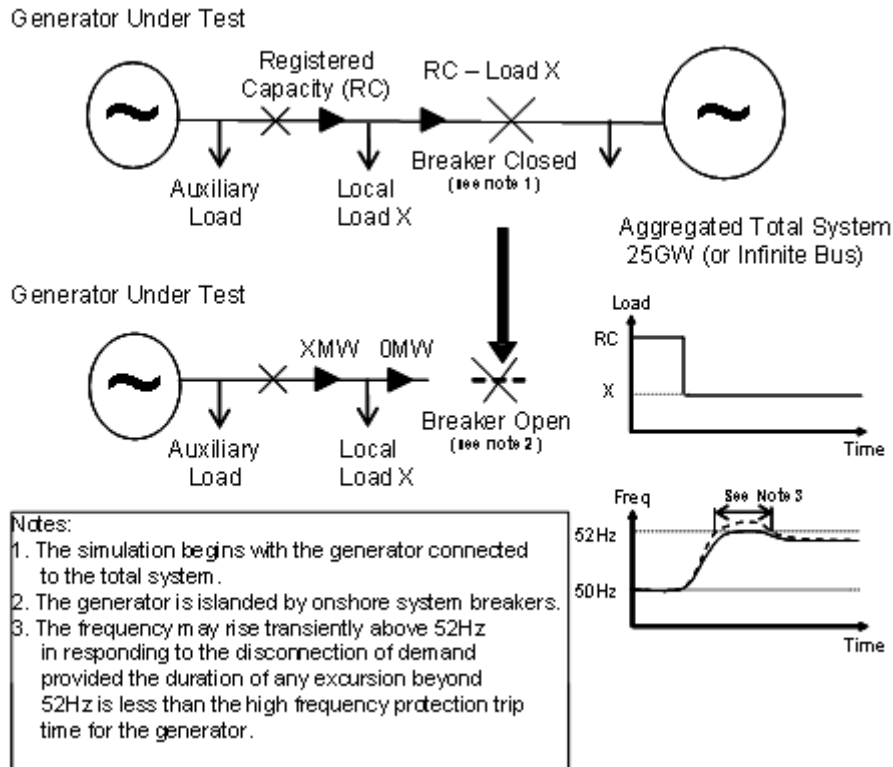 Generator Under Test
Registered
Capacity (RC)
RC – Load X
Auxiliary
Load
Local
Load X
Breaker Closed
(see note 1)
Aggregated Total System
25GW (or Infinite Bus)
Generator Under Test
XMW
0MW
Auxiliary
Load
Local
Load X
Breaker Open
(see note 2)
Load
RC
X
Time
Freq
See Note 3
52Hz
50Hz
Time
Notes:
1. The simulation begins with the generator connected
to the total system.
2. The generator is islanded by onshore system breakers.
3. The frequency may rise transiently above 52Hz
in responding to the disconnection of demand
provided the duration of any excursion beyond
52Hz is less than the high frequency protection trip
time for the generator.